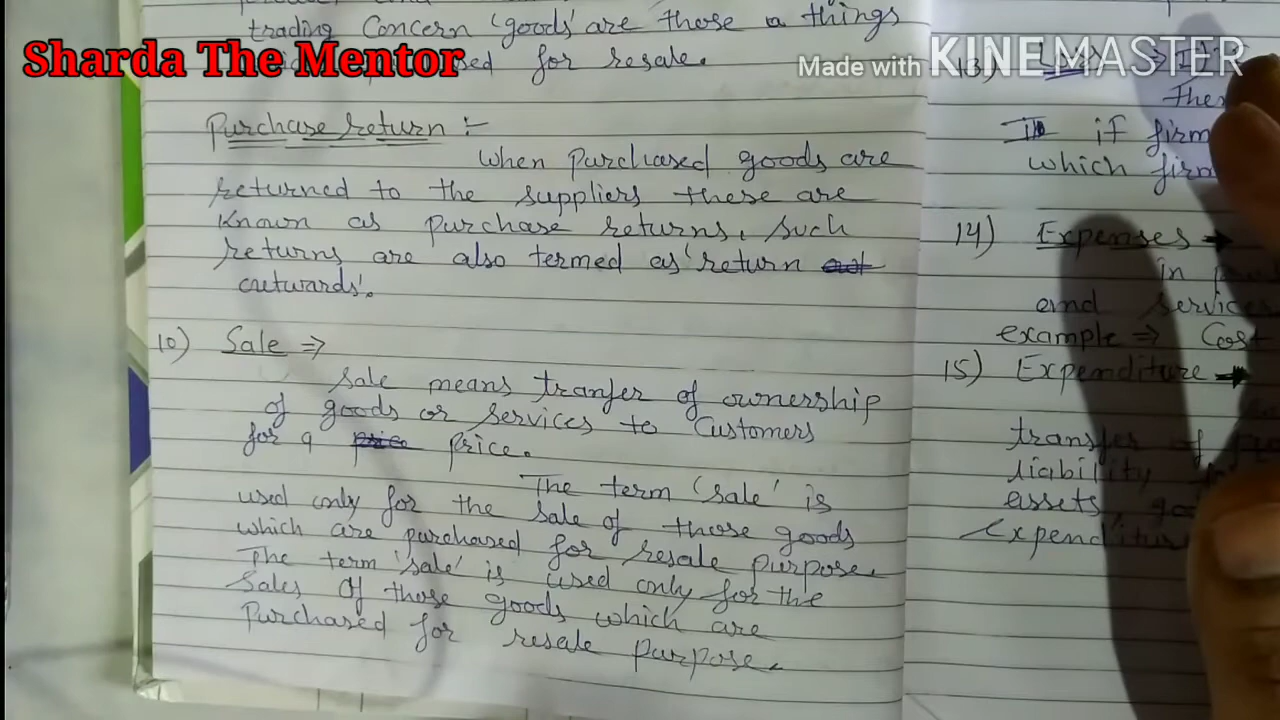 trading Concern 'goods' are those a things
Sharda The Mentor
for resale.
Made with KINEMASTER
Purchase return :-
when purchased goods are
returned to the suppliers these are
known as purchase returns, such
returns are also termed as 'return
outwards'.
10) Sale ⇒
Sale means tranfer of ownership
of goods or services to Customers
for a price price.
The term 'sale' is
used only for the sale of those goods
which are purchased for resale purpose.
The term 'sale' is used only for the
Sales of those goods which are
Purchased for resale purpose.
13)
if firm
which
14) Expenses →
in
and services
example ⇒ Cost
15) Expenditure →
transfer of
liability
assets,